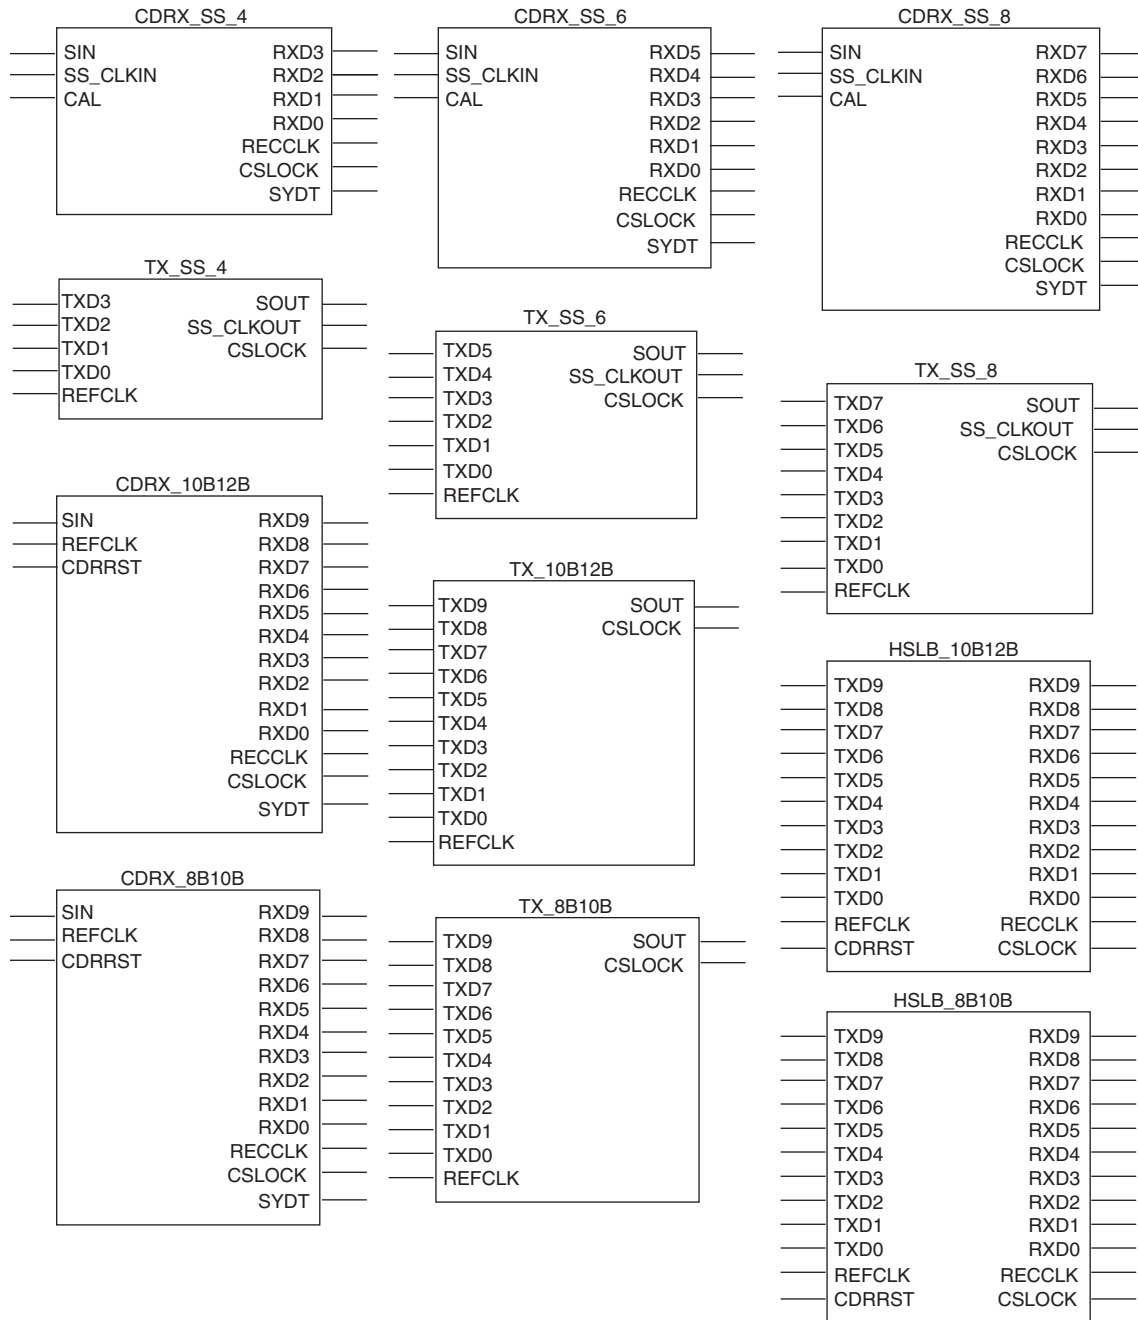 CDRX_SS_4
SIN RXD3
SS_CLKIN RXD2
CAL RXD1
RXD0
RECCLK
CSLOCK
SYDT
TX_SS_4
TXD3 SOUT
TXD2 SS_CLKOUT
TXD1 CSLOCK
TXD0
REFCLK
CDRX_10B12B
SIN RXD9
REFCLK RXD8
CDRRST RXD7
RXD6
RXD5
RXD4
RXD3
RXD2
RXD1
RXD0
RECCLK
CSLOCK
SYDT
CDRX_8B10B
SIN RXD9
REFCLK RXD8
CDRRST RXD7
RXD6
RXD5
RXD4
RXD3
RXD2
RXD1
RXD0
RECCLK
CSLOCK
SYDT
CDRX_SS_6
SIN RXD5
SS_CLKIN RXD4
CAL RXD3
RXD2
RXD1
RXD0
RECCLK
CSLOCK
SYDT
TX_SS_6
TXD5 SOUT
TXD4 SS_CLKOUT
TXD3 CSLOCK
TXD2
TXD1
TXD0
REFCLK
TX_10B12B
TXD9 SOUT
TXD8 CSLOCK
TXD7
TXD6
TXD5
TXD4
TXD3
TXD2
TXD1
TXD0
REFCLK
TX_8B10B
TXD9 SOUT
TXD8 CSLOCK
TXD7
TXD6
TXD5
TXD4
TXD3
TXD2
TXD1
TXD0
REFCLK
CDRX_SS_8
SIN RXD7
SS_CLKIN RXD6
CAL RXD5
RXD4
RXD3
RXD2
RXD1
RXD0
RECCLK
CSLOCK
SYDT
TX_SS_8
TXD7 SOUT
TXD6 SS_CLKOUT
TXD5 CSLOCK
TXD4
TXD3
TXD2
TXD1
TXD0
REFCLK
HSLB_10B12B
TXD9 RXD9
TXD8 RXD8
TXD7 RXD7
TXD6 RXD6
TXD5 RXD5
TXD4 RXD4
TXD3 RXD3
TXD2 RXD2
TXD1 RXD1
TXD0 RXD0
REFCLK RECCLK
CDRRST CSLOCK
HSLB_8B10B
TXD9 RXD9
TXD8 RXD8
TXD7 RXD7
TXD6 RXD6
TXD5 RXD5
TXD4 RXD4
TXD3 RXD3
TXD2 RXD2
TXD1 RXD1
TXD0 RXD0
REFCLK RECCLK
CDRRST CSLOCK